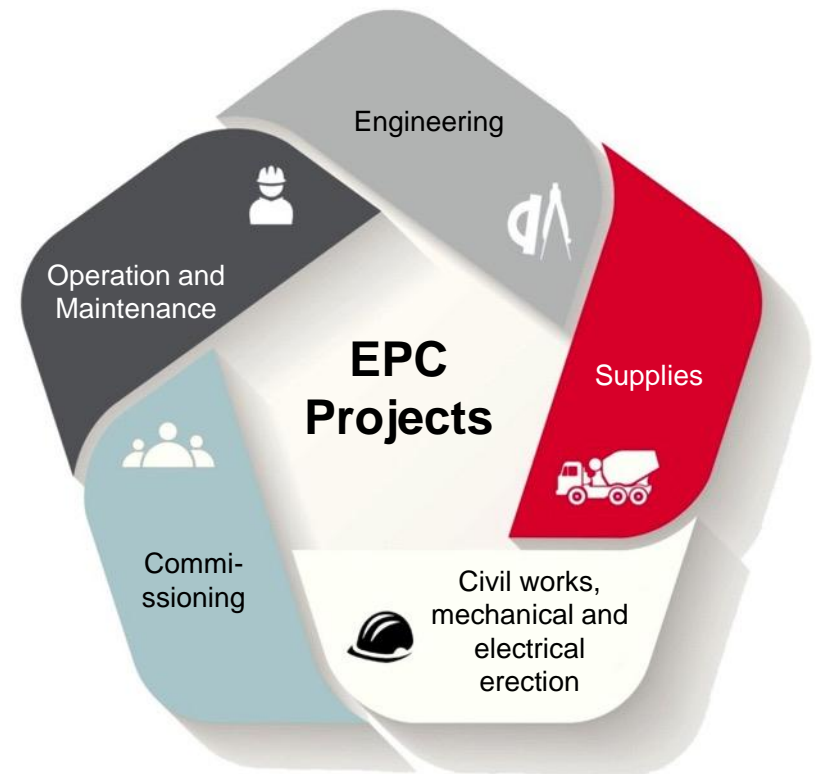 Engineering
Operation and
Maintenance
EPC
Projects
Supplies
Commi-
ssioning
Civil works,
mechanical and
electrical
erection